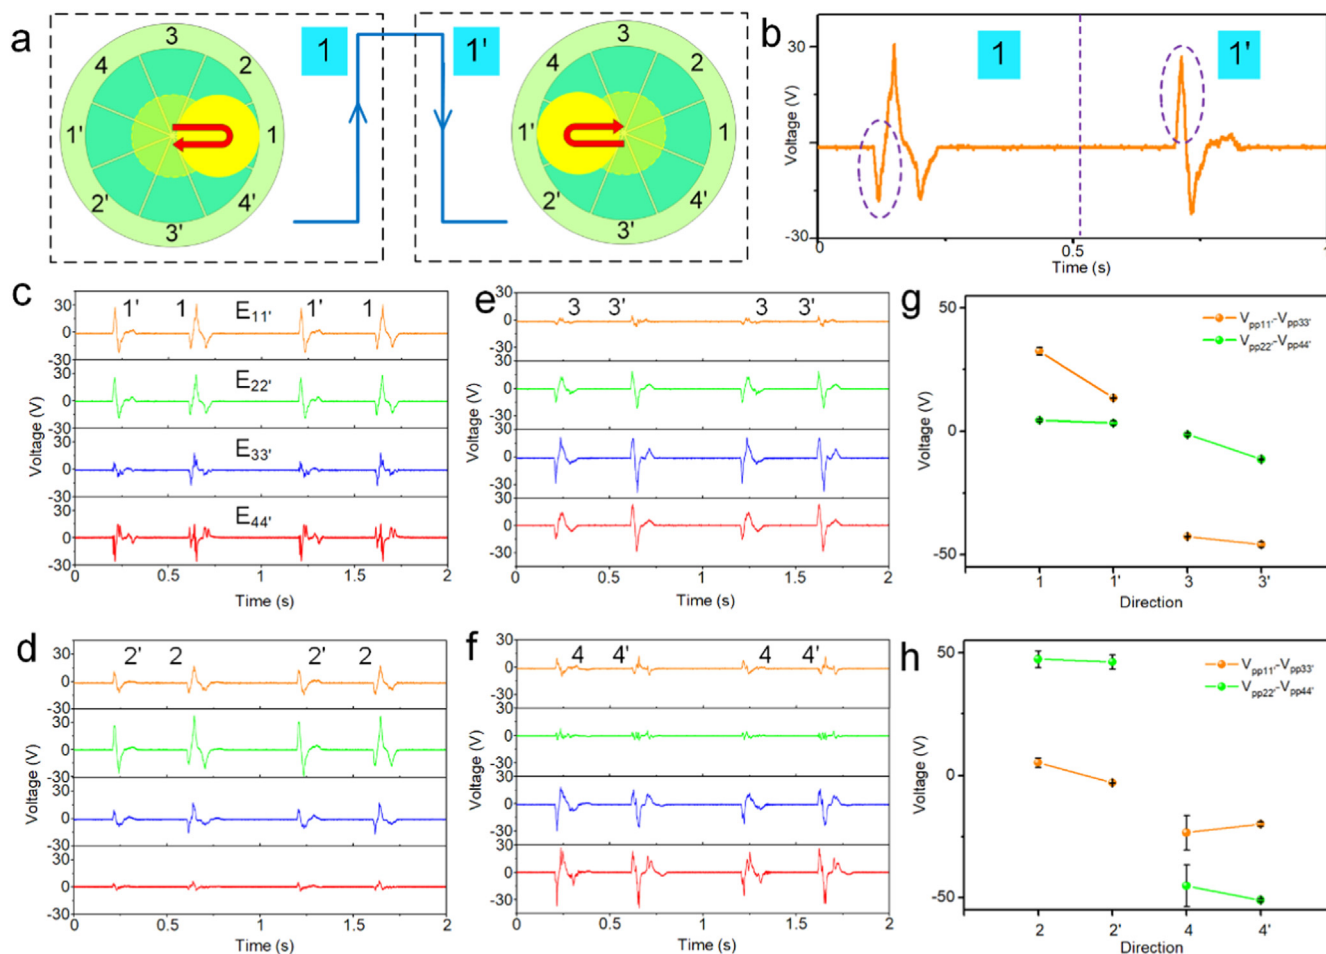 a
3
4
2
1'
1
2'
4'
3'
1
1'
3
4
2
1'
1
2'
4'
3'
b
1
1'
30
-30
Voltage (V)
0
0.5
1
Time (s)
c
1' 1 E11' 1' 1
E22'
E33'
E44'
30
0
-30
30
0
-30
30
0
-30
30
0
-30
Voltage (V)
0 0.5 1 1.5 2
Time (s)
e
3 3' 3 3'
30
0
-30
30
0
-30
30
0
-30
30
0
-30
Voltage (V)
0 0.5 1 1.5 2
Time (s)
g
50
0
-50
Voltage (V)
Vpp11'-Vpp33'
Vpp22'-Vpp44'
1 1' 3 3'
Direction
d
2' 2 2' 2
30
0
-30
30
0
-30
30
0
-30
30
0
-30
Voltage (V)
0 0.5 1 1.5 2
Time (s)
f
4 4' 4 4'
30
0
-30
30
0
-30
30
0
-30
30
0
-30
Voltage (V)
0 0.5 1 1.5 2
Time (s)
h
50
0
-50
Voltage (V)
Vpp11'-Vpp33'
Vpp22'-Vpp44'
2 2' 4 4'
Direction